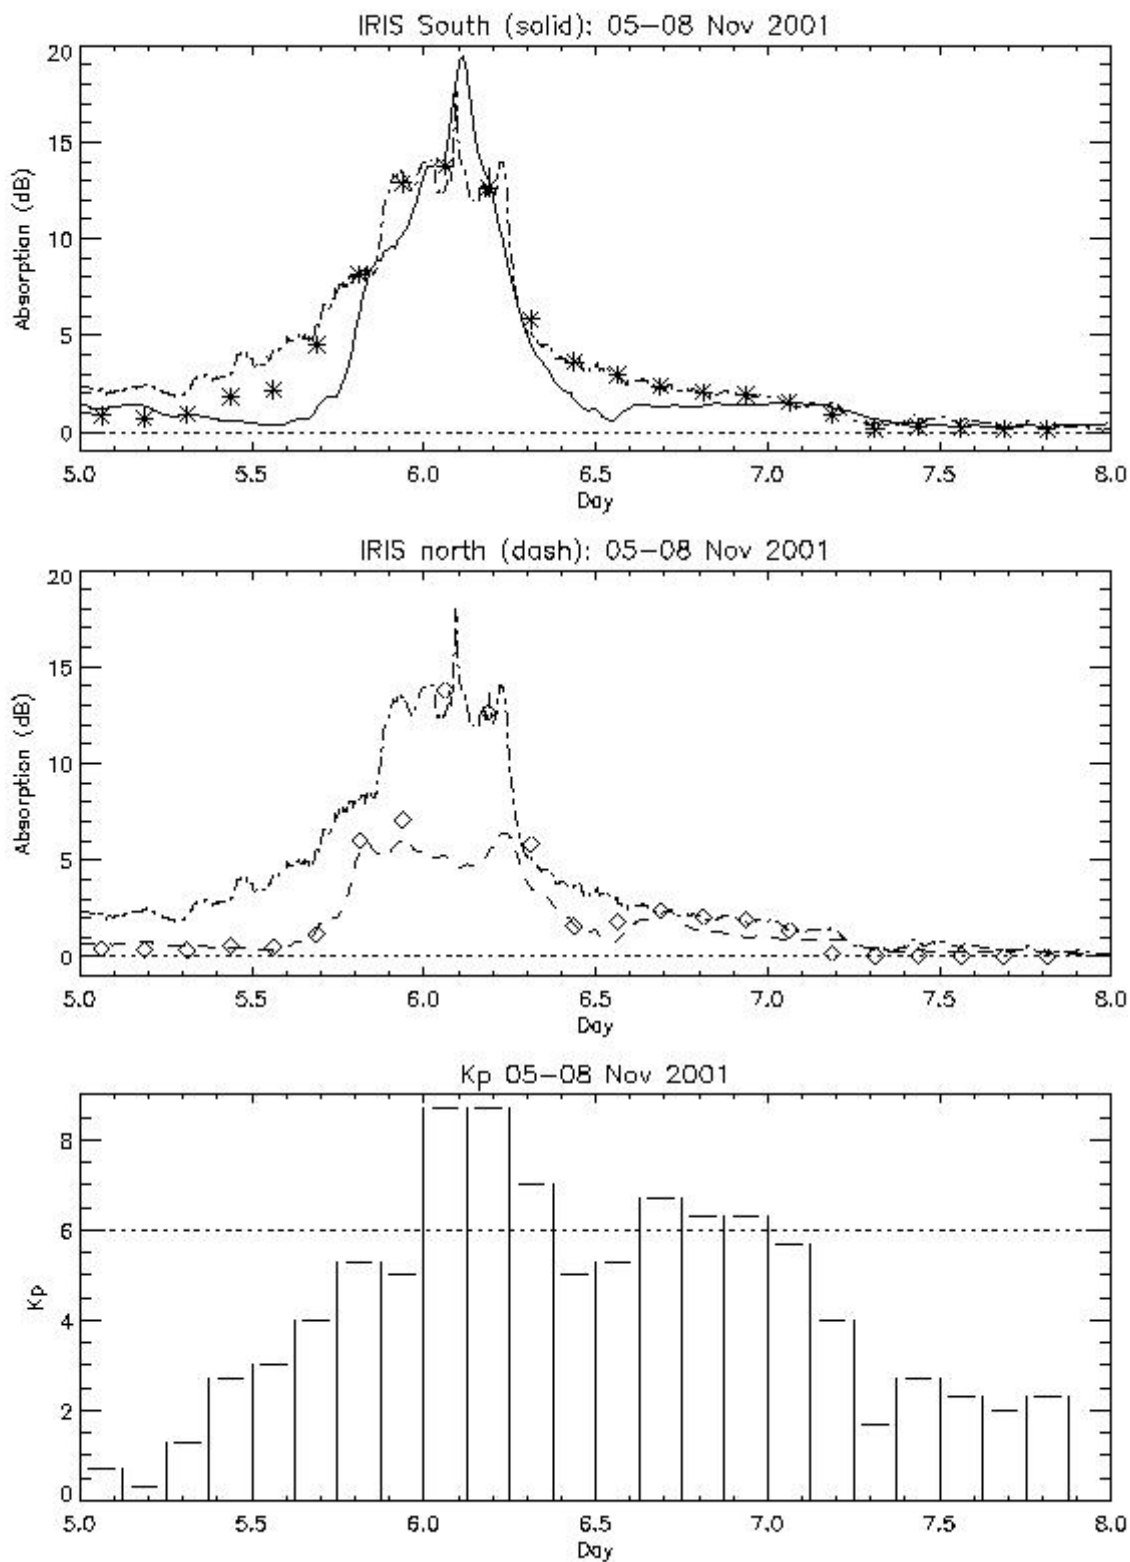 IRIS South (solid): 05-08 Nov 2001
20
15
10
5
0
Absorption (dB)
5.0 5.5 6.0 6.5 7.0 7.5 8.0
Day
IRIS north (dash): 05-08 Nov 2001
20
15
10
5
0
Absorption (dB)
5.0 5.5 6.0 6.5 7.0 7.5 8.0
Day
Kp 05-08 Nov 2001
8
6
4
2
0
Kp
5.0 5.5 6.0 6.5 7.0 7.5 8.0
Day